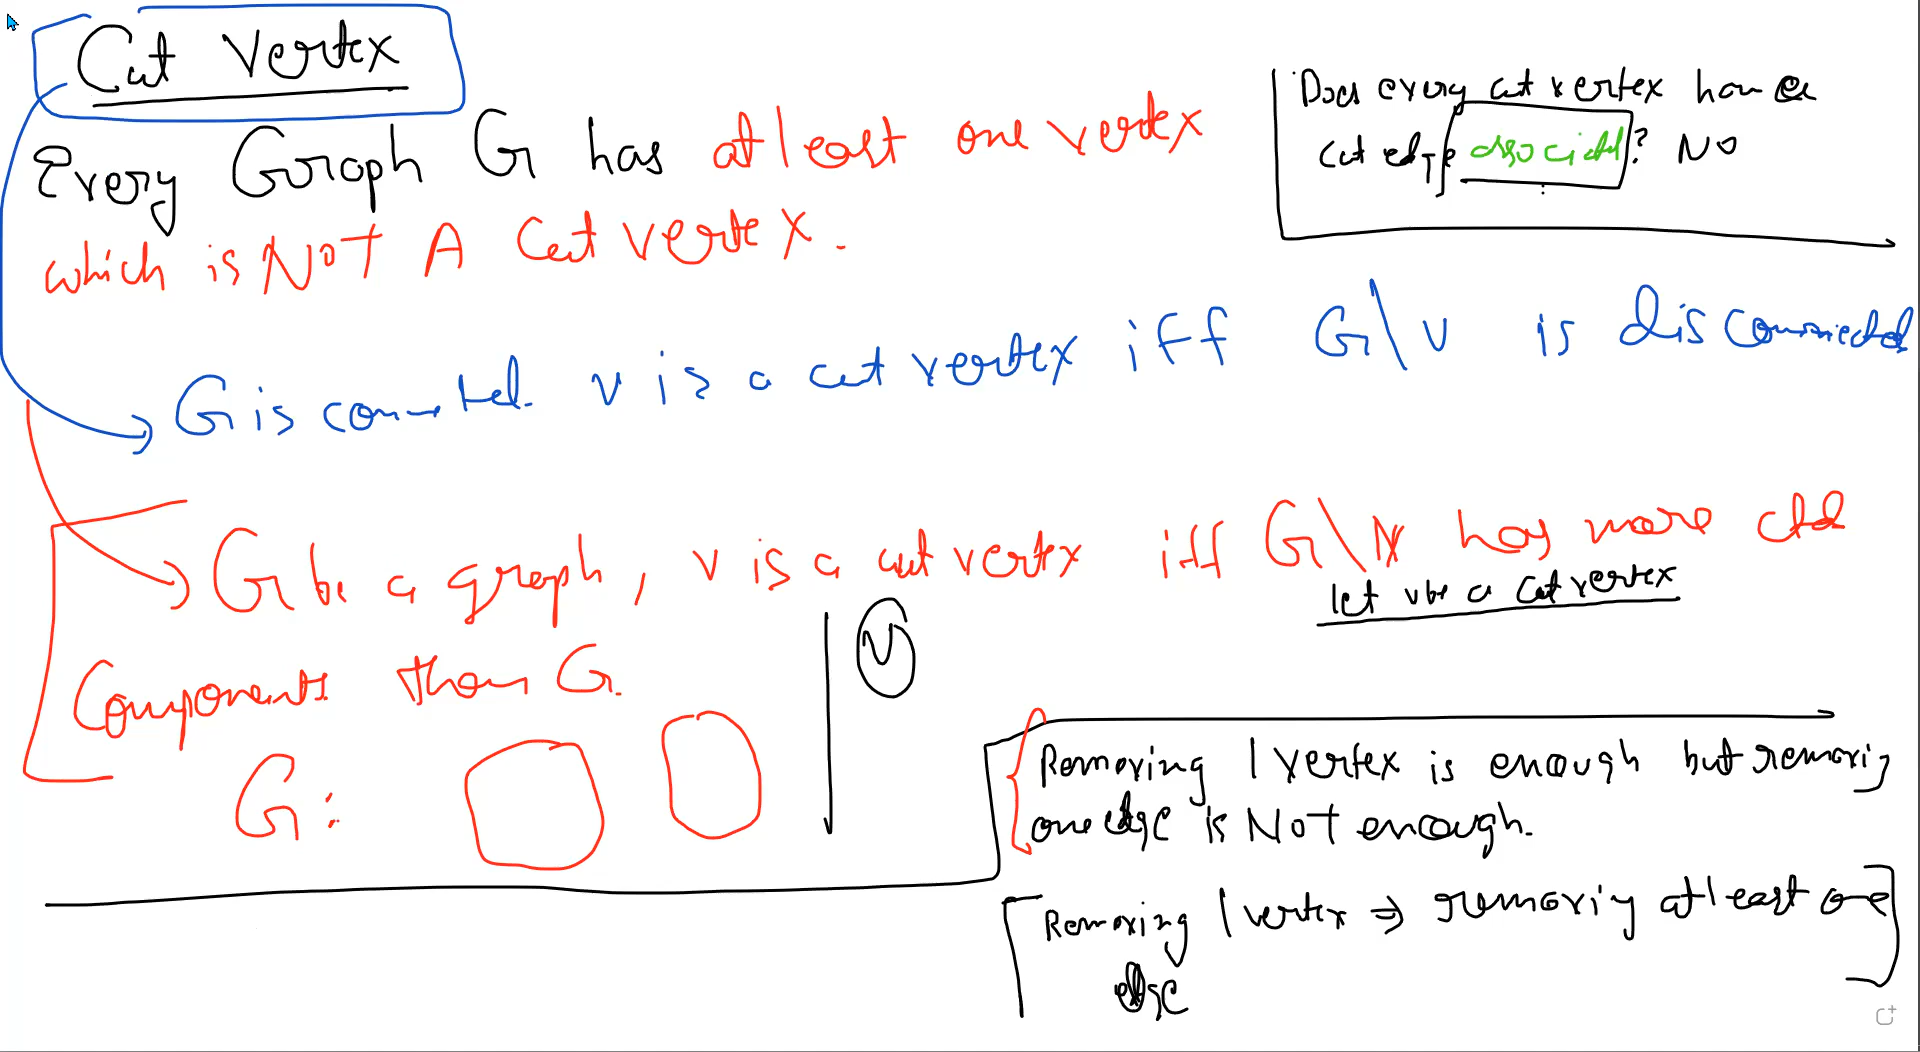 Cut Vertex
Every Graph G has atleast one vertex
which is NOT A Cut vertex.
Does every cut vertex have a
cut edge associated? NO
G is connected. v is a cut vertex iff G\v is disconnected
G be a graph, v is a cut vertex iff G\v has more ctd
Components than G.
let v be a cut vertex
v
G:
Removing 1 vertex is enough but removing
one edge is NOT enough.
Removing 1 vertex ⇒ removing atleast one
edge